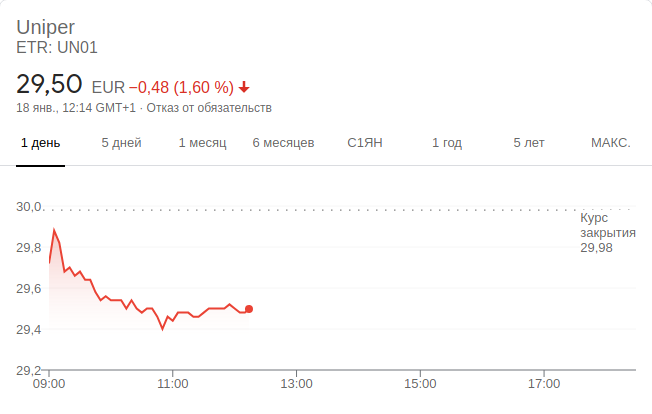 Uniper
ETR: UN01
29,50 EUR −0,48 (1,60 %)
18 янв., 12:14 GMT+1 · Отказ от обязательств
1 день 5 дней 1 месяц 6 месяцев С1ЯН 1 год 5 лет МАКС.
30,0
Курс
закрытия
29,8
29,98
29,6
29,4
29,2
09:00 11:00 13:00 15:00 17:00